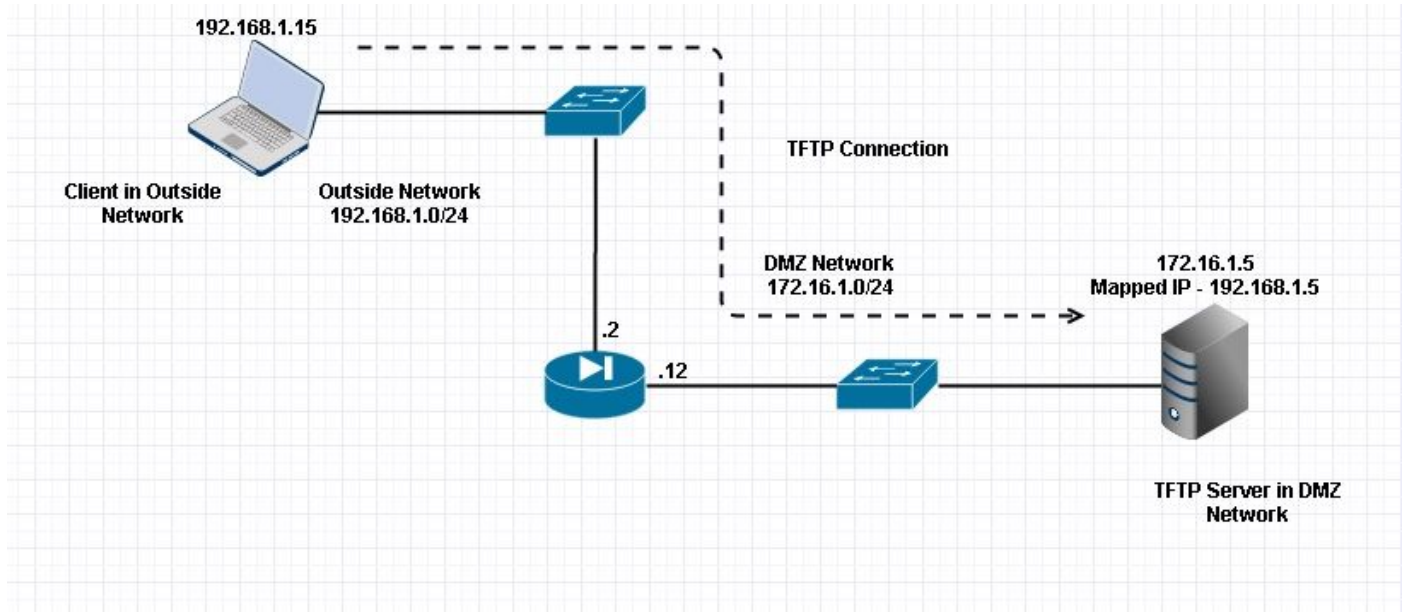 192.168.1.15
Client in Outside
Network
Outside Network
192.168.1.0/24
TFTP Connection
DMZ Network
172.16.1.0/24
172.16.1.5
Mapped IP - 192.168.1.5
.2
.12
TFTP Server in DMZ
Network